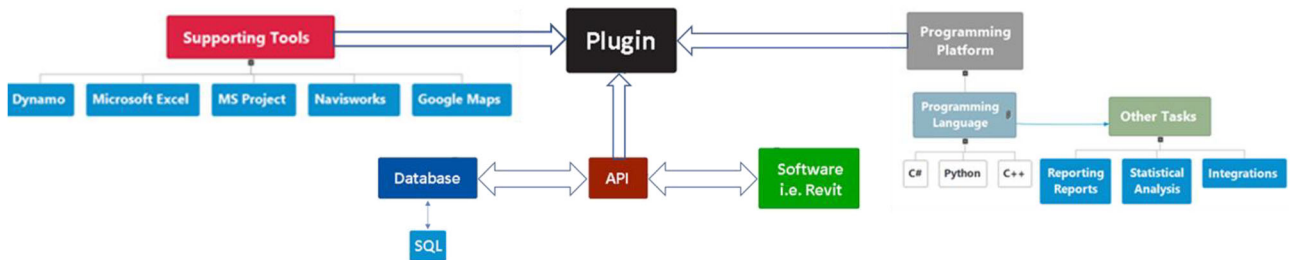 Supporting Tools
Dynamo
Microsoft Excel
MS Project
Navisworks
Google Maps
Plugin
Programming
Platform
Programming
Language
Other Tasks
C#
Python
C++
Reporting
Reports
Statistical
Analysis
Integrations
Database
API
Software
i.e. Revit
SQL